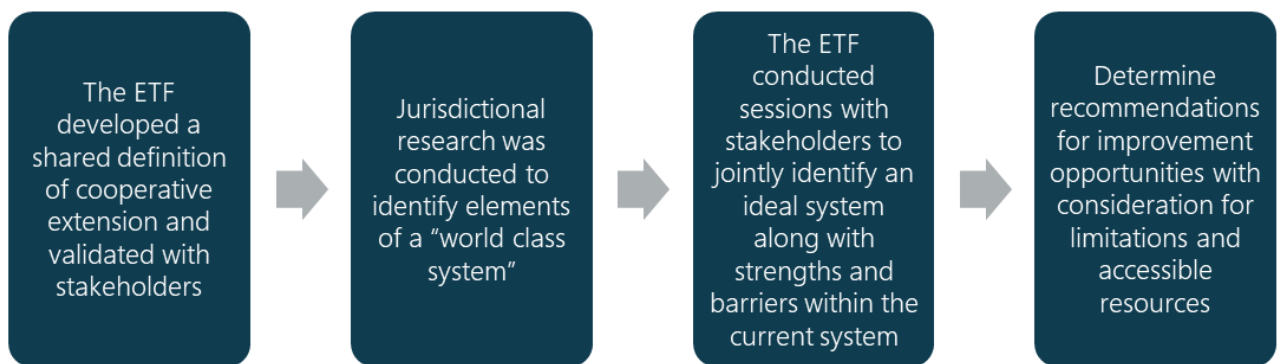 The ETF
developed a
shared definition
of cooperative
extension and
validated with
stakeholders
Jurisdictional
research was
conducted to
identify elements
of a “world class
system”
The ETF
conducted
sessions with
stakeholders to
jointly identify an
ideal system
along with
strengths and
barriers within the
current system
Determine
recommendations
for improvement
opportunities with
consideration for
limitations and
accessible
resources